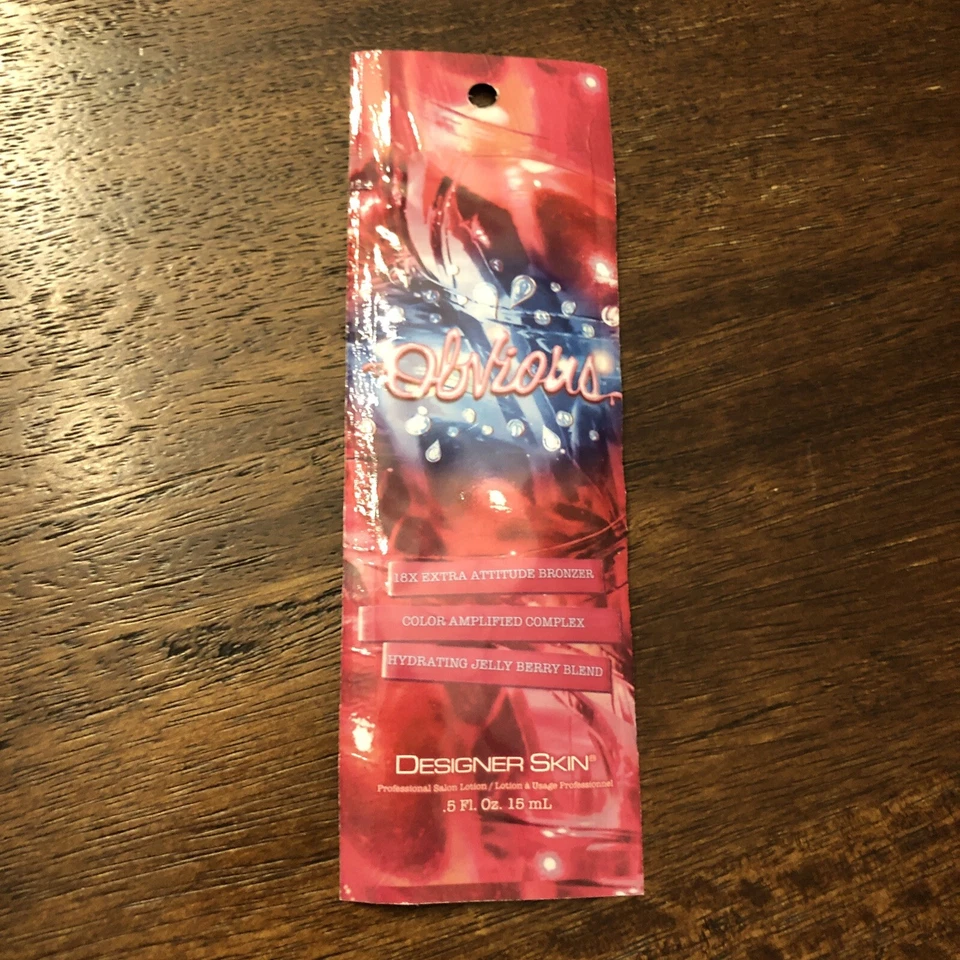 Obvious
18X EXTRA ATTITUDE BRONZER
COLOR AMPLIFIED COMPLEX
HYDRATING JELLY BERRY BLEND
DESIGNER SKIN®
Professional Salon Lotion / Lotion à Usage Professionnel
.5 Fl. Oz. 15 mL